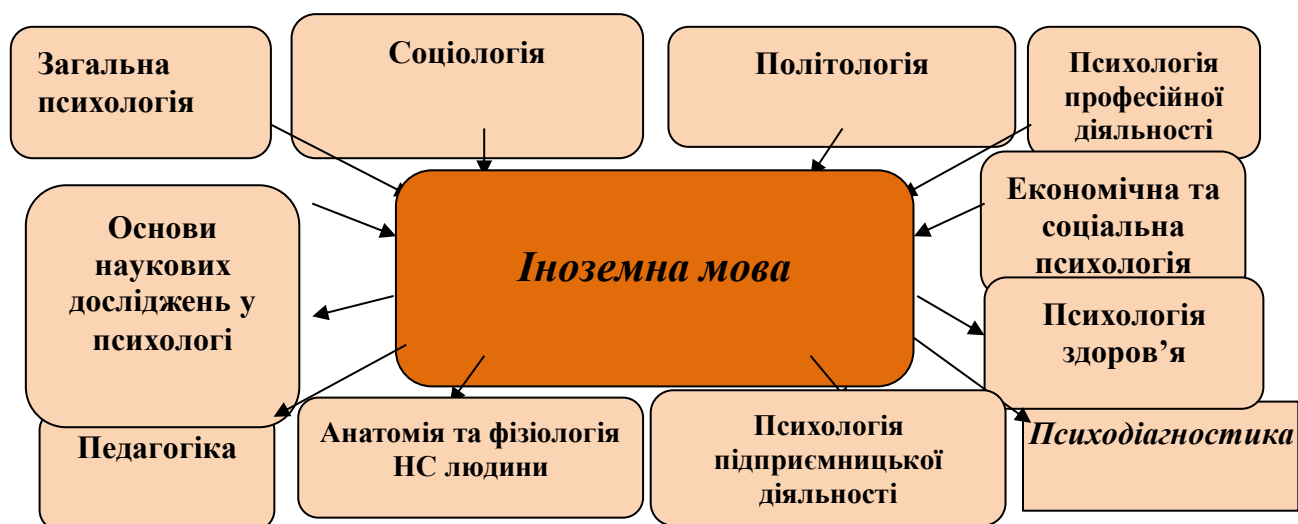 Загальна
психологія
Соціологія
Політологія
Психологія
професійної
діяльності
Основи
наукових
досліджень у
психологі
Іноземна мова
Економічна та
соціальна
психологія
Психологія
здоров’я
Педагогіка
Анатомія та фізіологія
НС людини
Психологія
підприємницької
діяльності
Психодіагностика